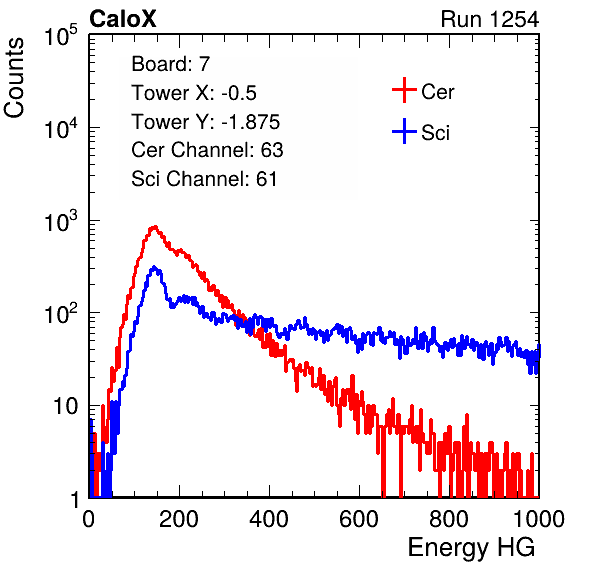 CaloX Run 1254
Counts
10^5
10^4
10^3
10^2
10
1
Board: 7
Tower X: -0.5
Tower Y: -1.875
Cer Channel: 63
Sci Channel: 61
Cer
Sci
0 200 400 600 800 1000
Energy HG